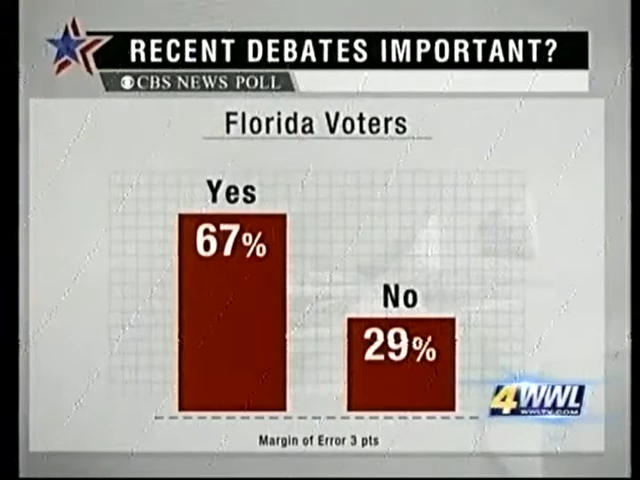 RECENT DEBATES IMPORTANT?
CBS NEWS POLL
Florida Voters
Yes
67%
No
29%
4WWL
WWLTV.COM
Margin of Error 3 pts